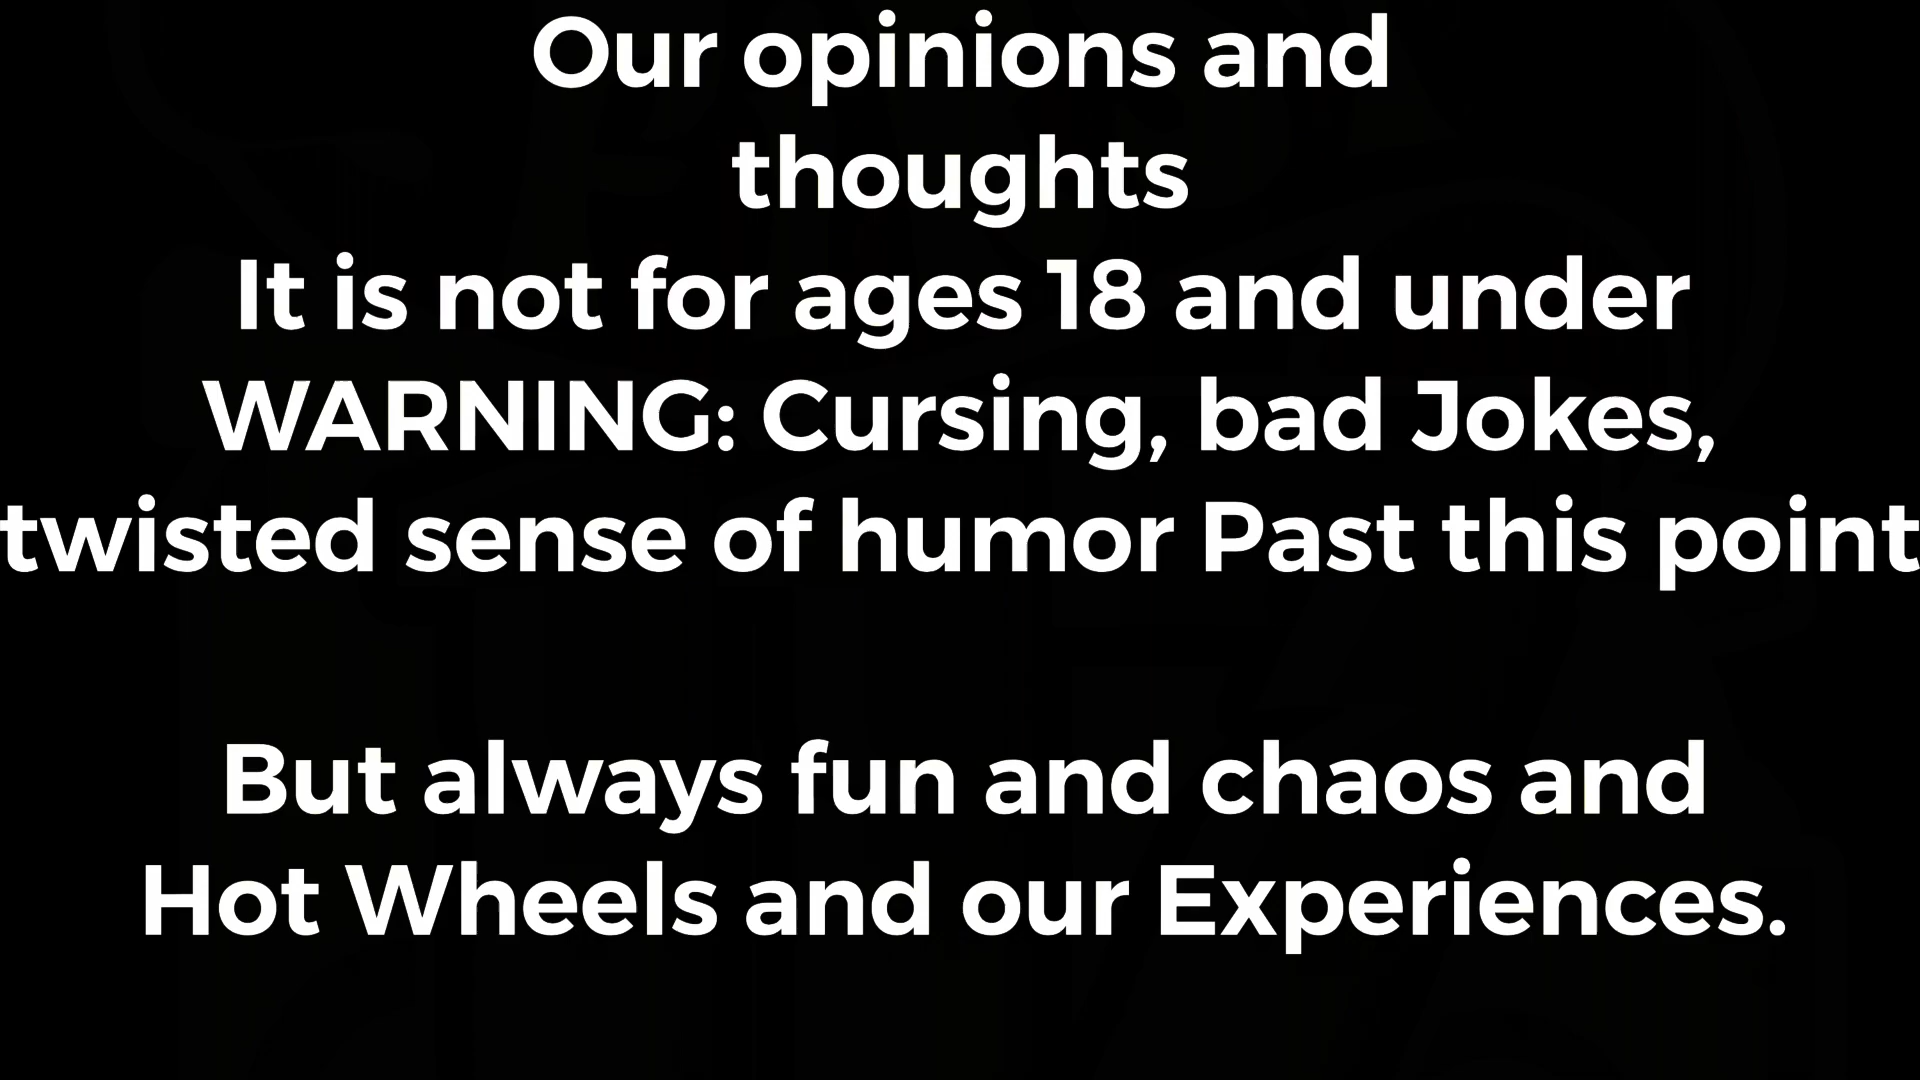 Our opinions and
thoughts
It is not for ages 18 and under
WARNING: Cursing, bad Jokes,
twisted sense of humor Past this point
But always fun and chaos and
Hot Wheels and our Experiences.